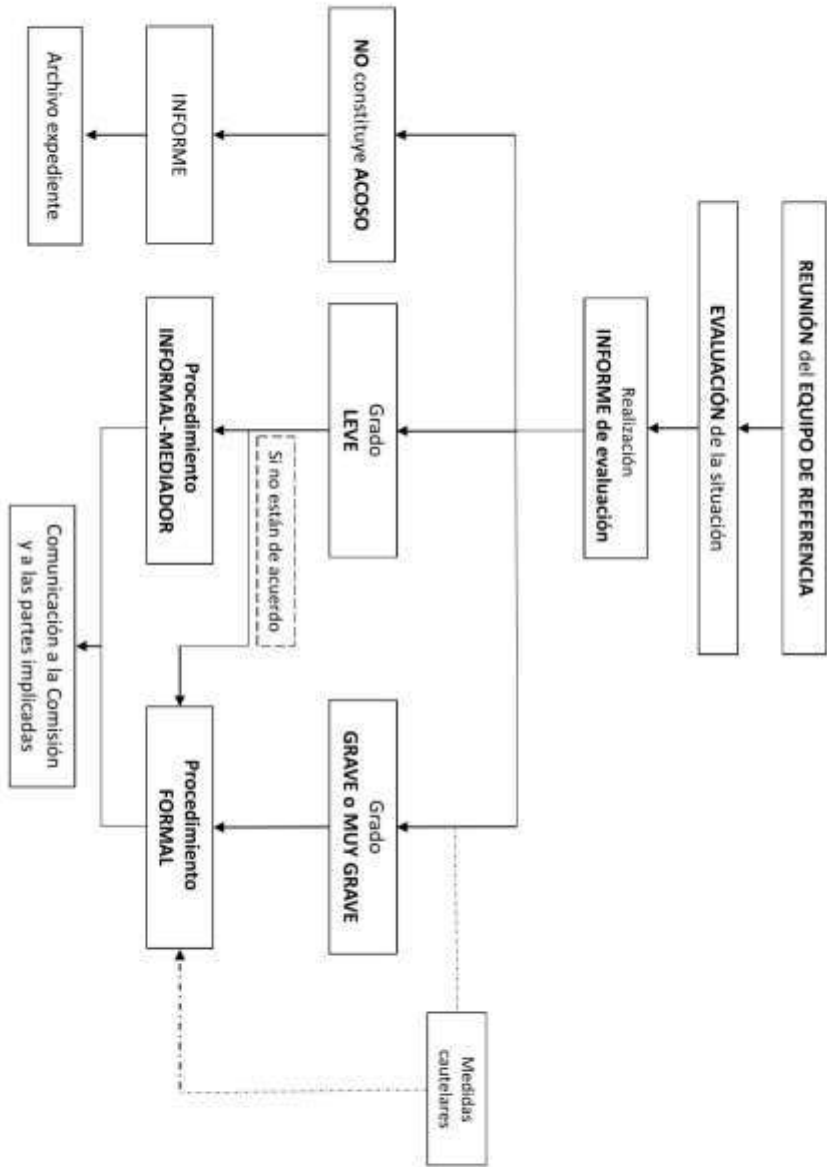 REUNIÓN del EQUIPO DE REFERENCIA
EVALUACIÓN de la situación
Realización
INFORME de evaluación
NO constituye ACOSO
Grado
LEVE
Grado
GRAVE o MUY GRAVE
Medidas
cautelares
Si no están de acuerdo
INFORME
Procedimiento
INFORMAL-MEDIADOR
Procedimiento
FORMAL
Archivo expediente
Comunicación a la Comisión
y a las partes implicadas